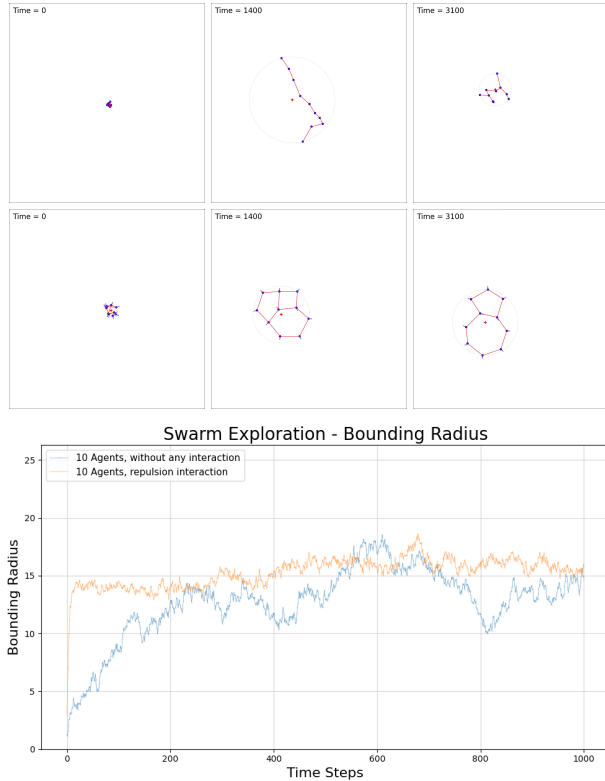 Time = 0
Time = 1400
Time = 3100
Time = 0
Time = 1400
Time = 3100
Swarm Exploration - Bounding Radius
10 Agents, without any interaction
10 Agents, repulsion interaction
Bounding Radius
25
20
15
10
5
0
0
200
400
600
800
1000
Time Steps